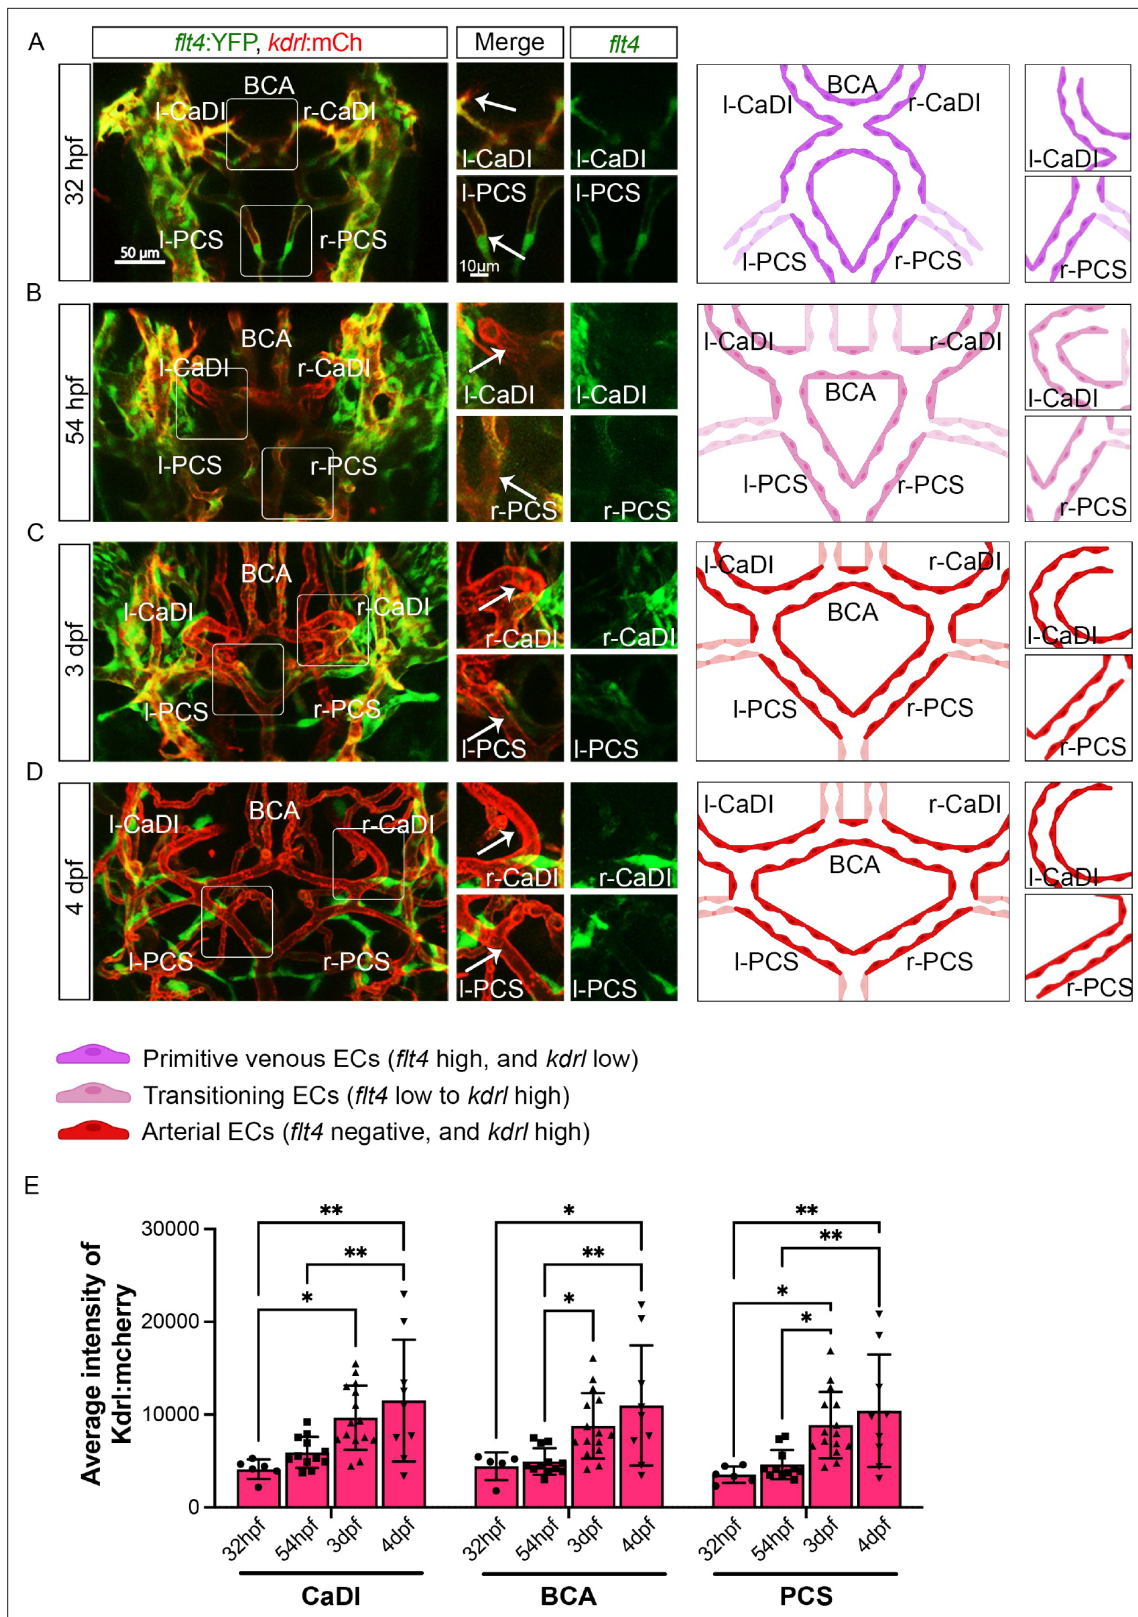 A
flt4:YFP, kdrl:mCh
Merge
flt4
32 hpf
BCA
l-CaDI
r-CaDI
l-PCS
r-PCS
50 µm
l-CaDI
l-CaDI
l-PCS
l-PCS
10µm
BCA
l-CaDI
r-CaDI
l-PCS
r-PCS
l-CaDI
r-PCS
B
54 hpf
BCA
l-CaDI
r-CaDI
l-PCS
r-PCS
l-CaDI
l-CaDI
r-PCS
r-PCS
l-CaDI
r-CaDI
BCA
l-PCS
r-PCS
l-CaDI
r-PCS
C
3 dpf
BCA
l-CaDI
r-CaDI
l-PCS
r-PCS
r-CaDI
r-CaDI
l-PCS
l-PCS
l-CaDI
r-CaDI
BCA
l-PCS
r-PCS
l-CaDI
r-PCS
D
4 dpf
BCA
l-CaDI
r-CaDI
l-PCS
r-PCS
r-CaDI
r-CaDI
l-PCS
l-PCS
l-CaDI
r-CaDI
BCA
l-PCS
r-PCS
l-CaDI
r-PCS
Primitive venous ECs (flt4 high, and kdrl low)
Transitioning ECs (flt4 low to kdrl high)
Arterial ECs (flt4 negative, and kdrl high)
E
Average intensity of
Kdrl:mcherry
30000
20000
10000
0
** ** *
* ** *
** ** * *
32hpf 54hpf 3dpf 4dpf
32hpf 54hpf 3dpf 4dpf
32hpf 54hpf 3dpf 4dpf
CaDI BCA PCS